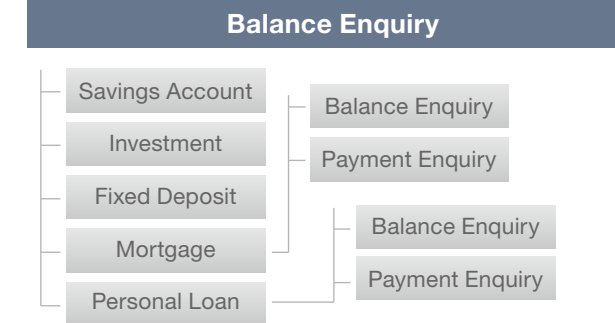 Balance Enquiry
Savings Account
Investment
Fixed Deposit
Mortgage
Personal Loan
Balance Enquiry
Payment Enquiry
Balance Enquiry
Payment Enquiry